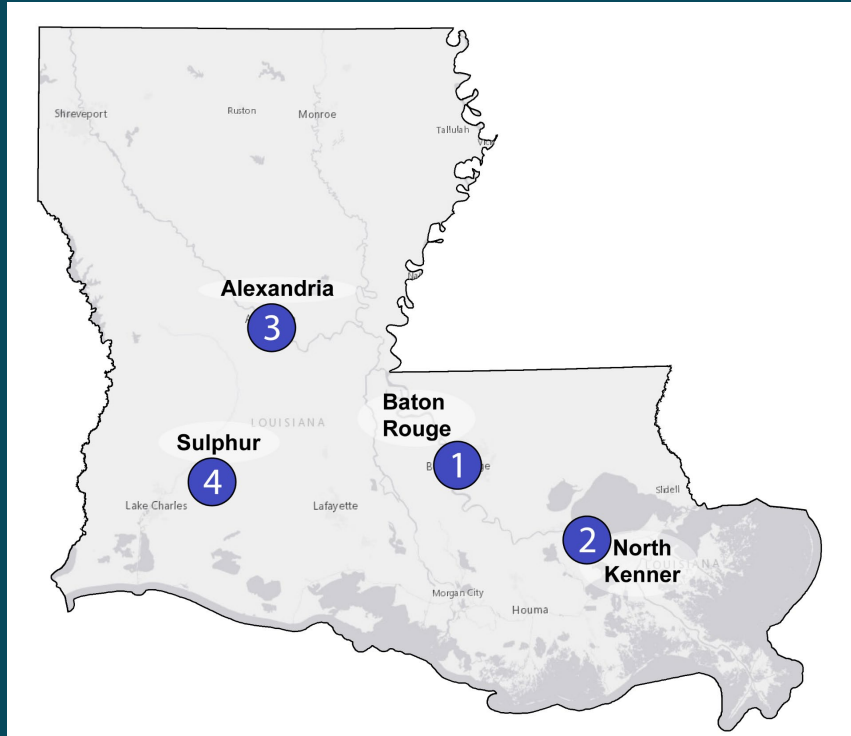 Shreveport
Ruston
Monroe
Tallulah
Alexandria
3
LOUISIANA
Baton
Rouge
1
Sulphur
4
Lake Charles
Lafayette
Slidell
2
North
Kenner
Morgan City
Houma